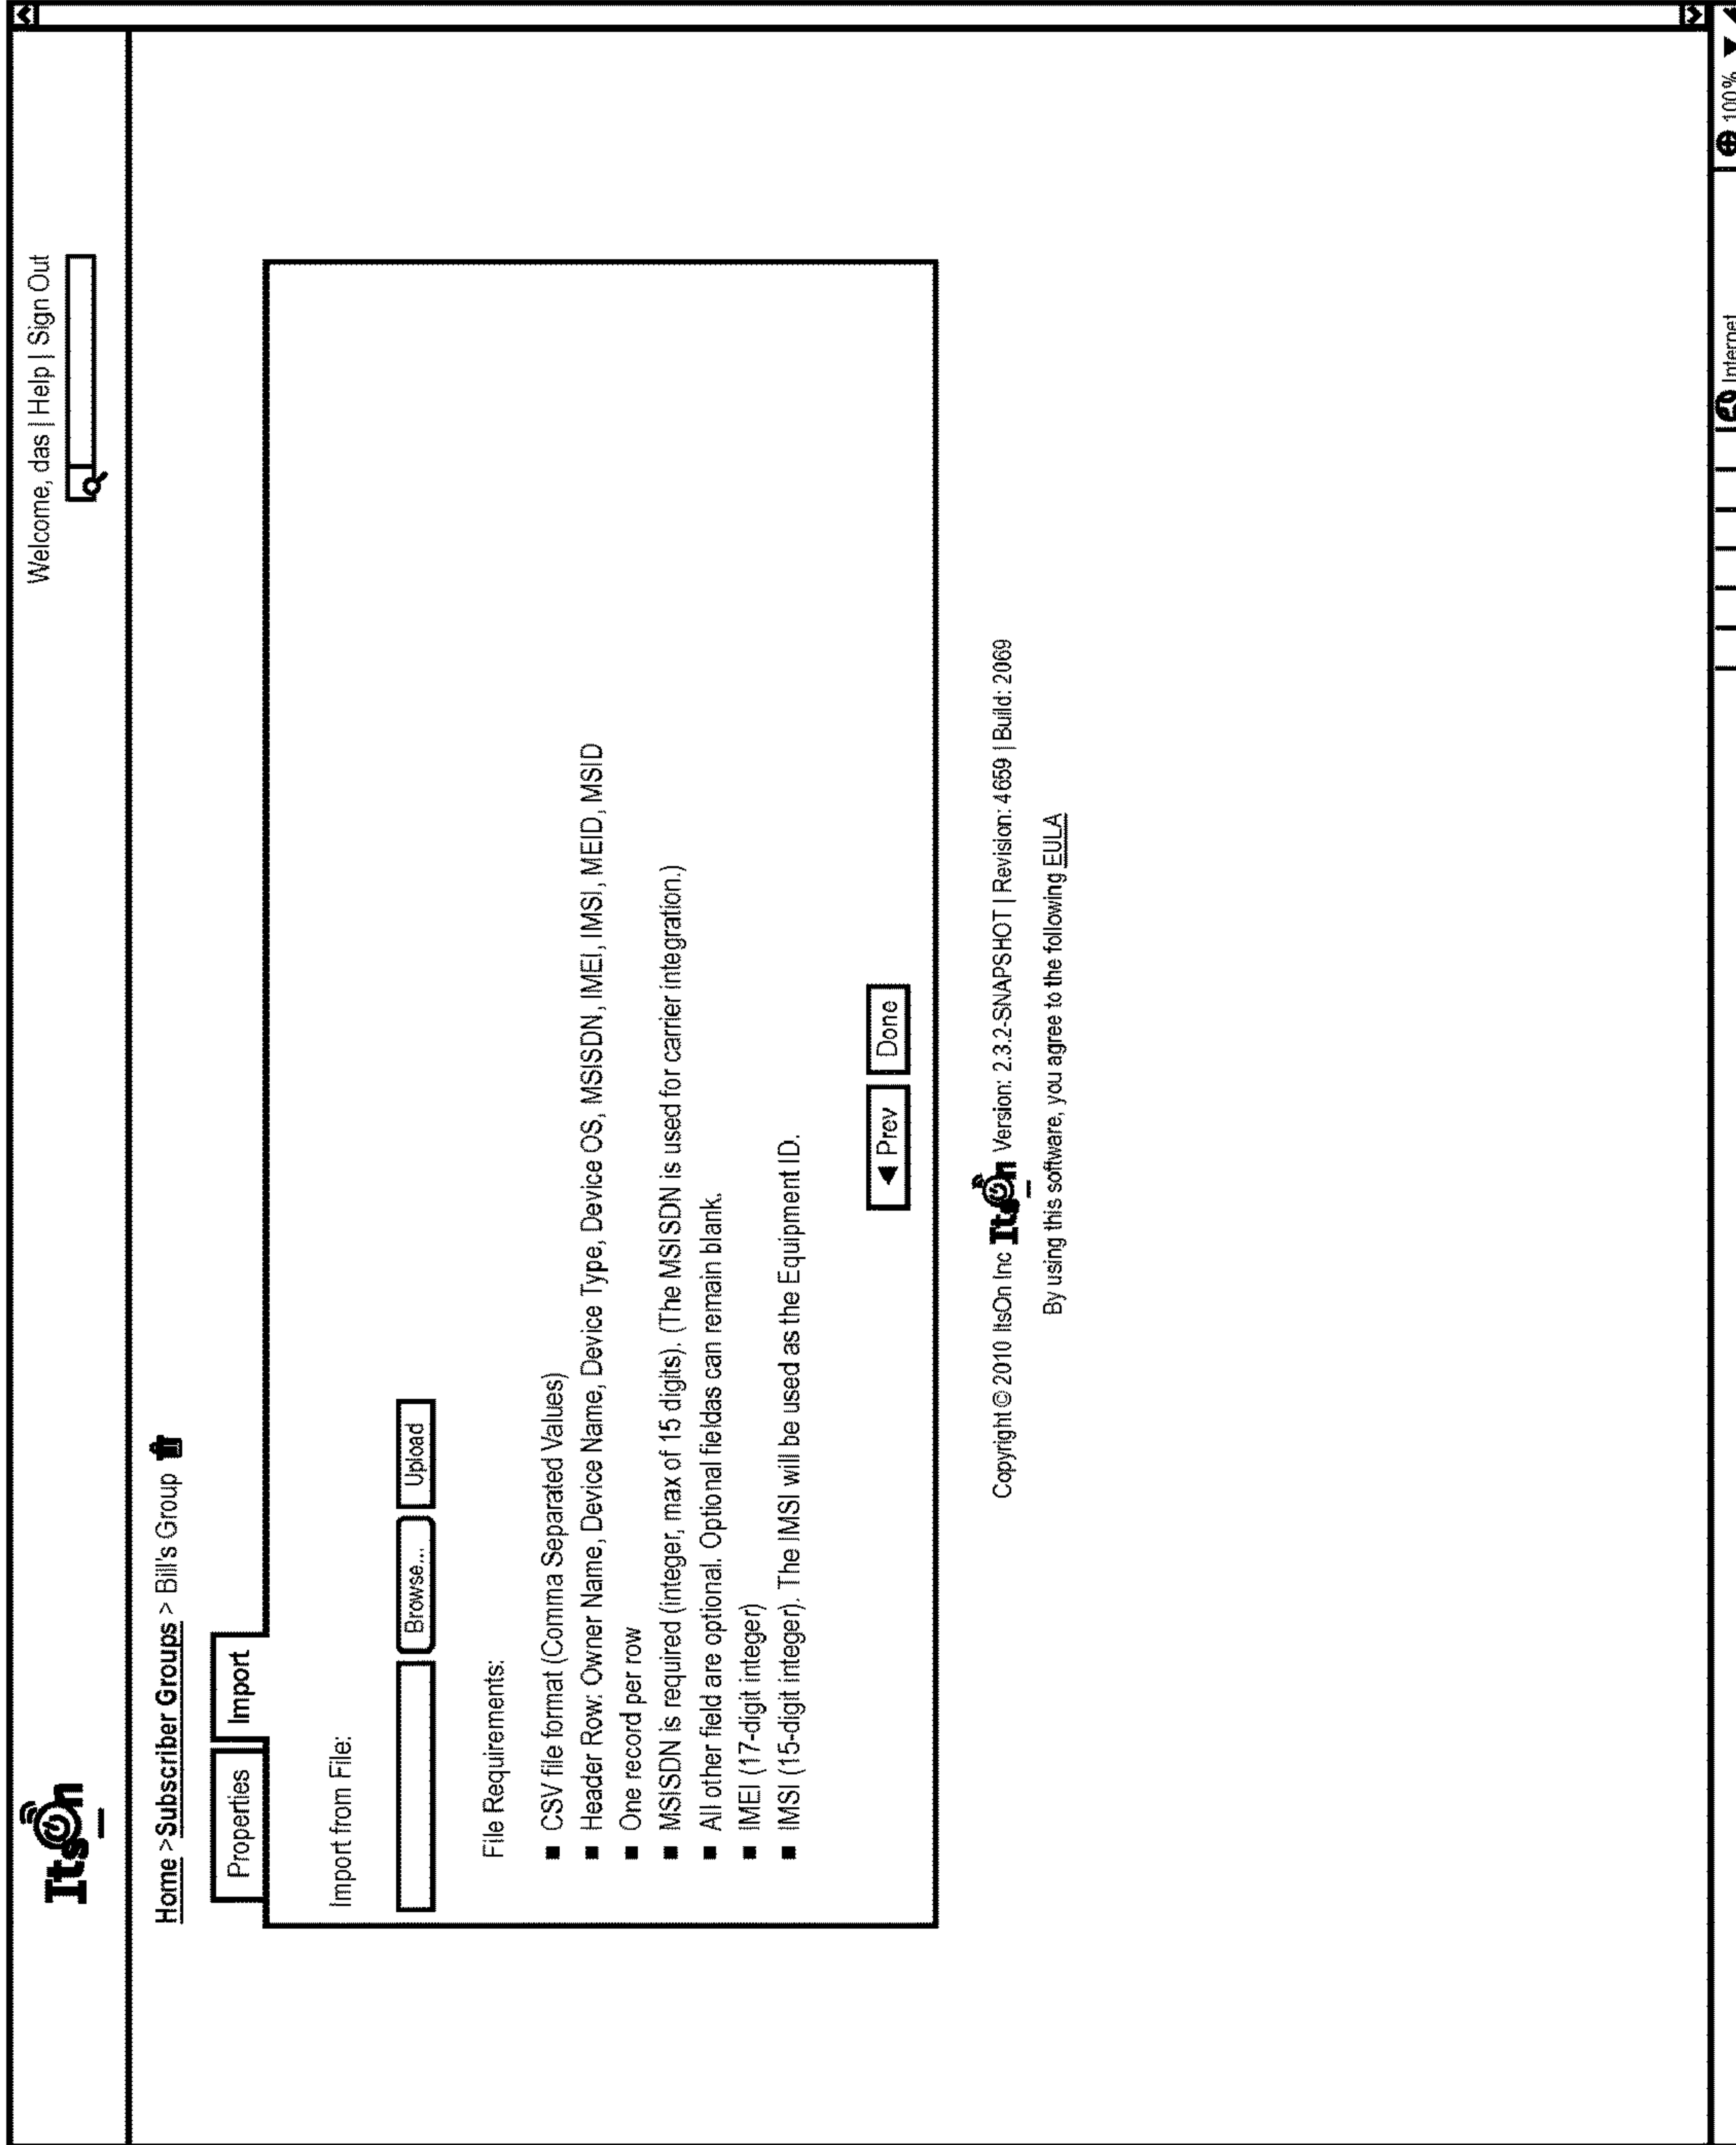 ItsOn
Welcome, das | Help | Sign Out
Home > Subscriber Groups > Bill's Group
Properties
Import
Import from File:
Browse...
Upload
File Requirements:
■ CSV file format (Comma Separated Values)
■ Header Row: Owner Name, Device Name, Device Type, Device OS, MSISDN, IMEI, IMSI, MEID, MSID
■ One record per row
■ MSISDN is required (integer, max of 15 digits). (The MSISDN is used for carrier integration.)
■ All other field are optional. Optional fieldas can remain blank.
■ IMEI (17-digit integer)
■ IMSI (15-digit integer). The IMSI will be used as the Equipment ID.
◄ Prev
Done
Copyright © 2010 ItsOn Inc ItsOn Version: 2.3.2-SNAPSHOT | Revision: 4659 | Build: 2069
By using this software, you agree to the following EULA
Internet
100%